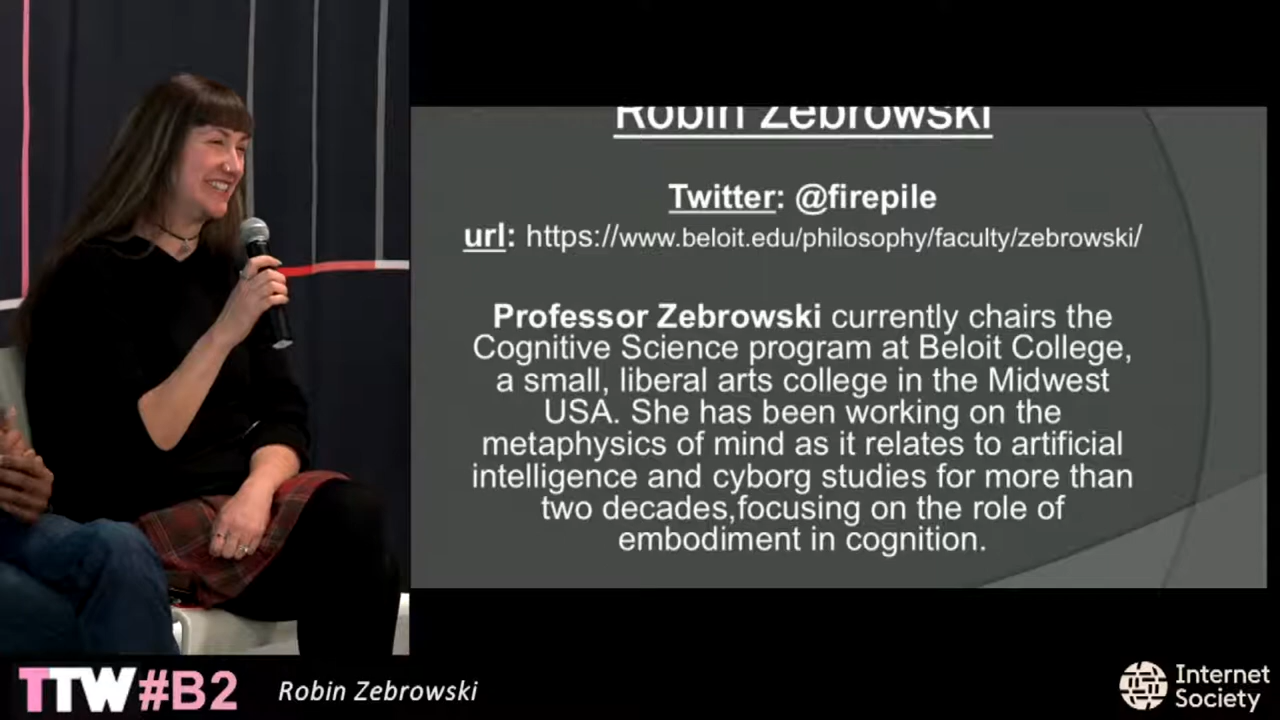 Robin Zebrowski
Twitter: @firepile
url: https://www.beloit.edu/philosophy/faculty/zebrowski/
Professor Zebrowski currently chairs the
Cognitive Science program at Beloit College,
a small, liberal arts college in the Midwest
USA. She has been working on the
metaphysics of mind as it relates to artificial
intelligence and cyborg studies for more than
two decades,focusing on the role of
embodiment in cognition.
TTW#B2
Robin Zebrowski
Internet
Society